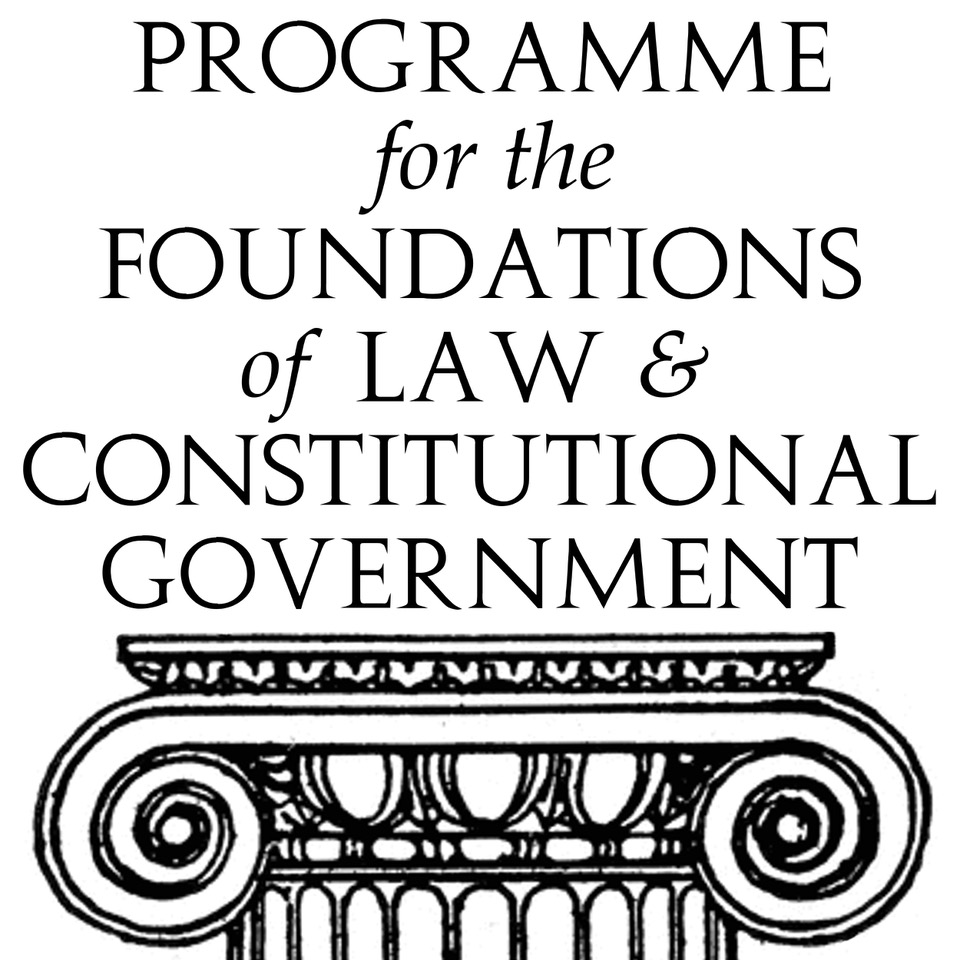 PROGRAMME
for the
FOUNDATIONS
of LAW &
CONSTITUTIONAL
GOVERNMENT